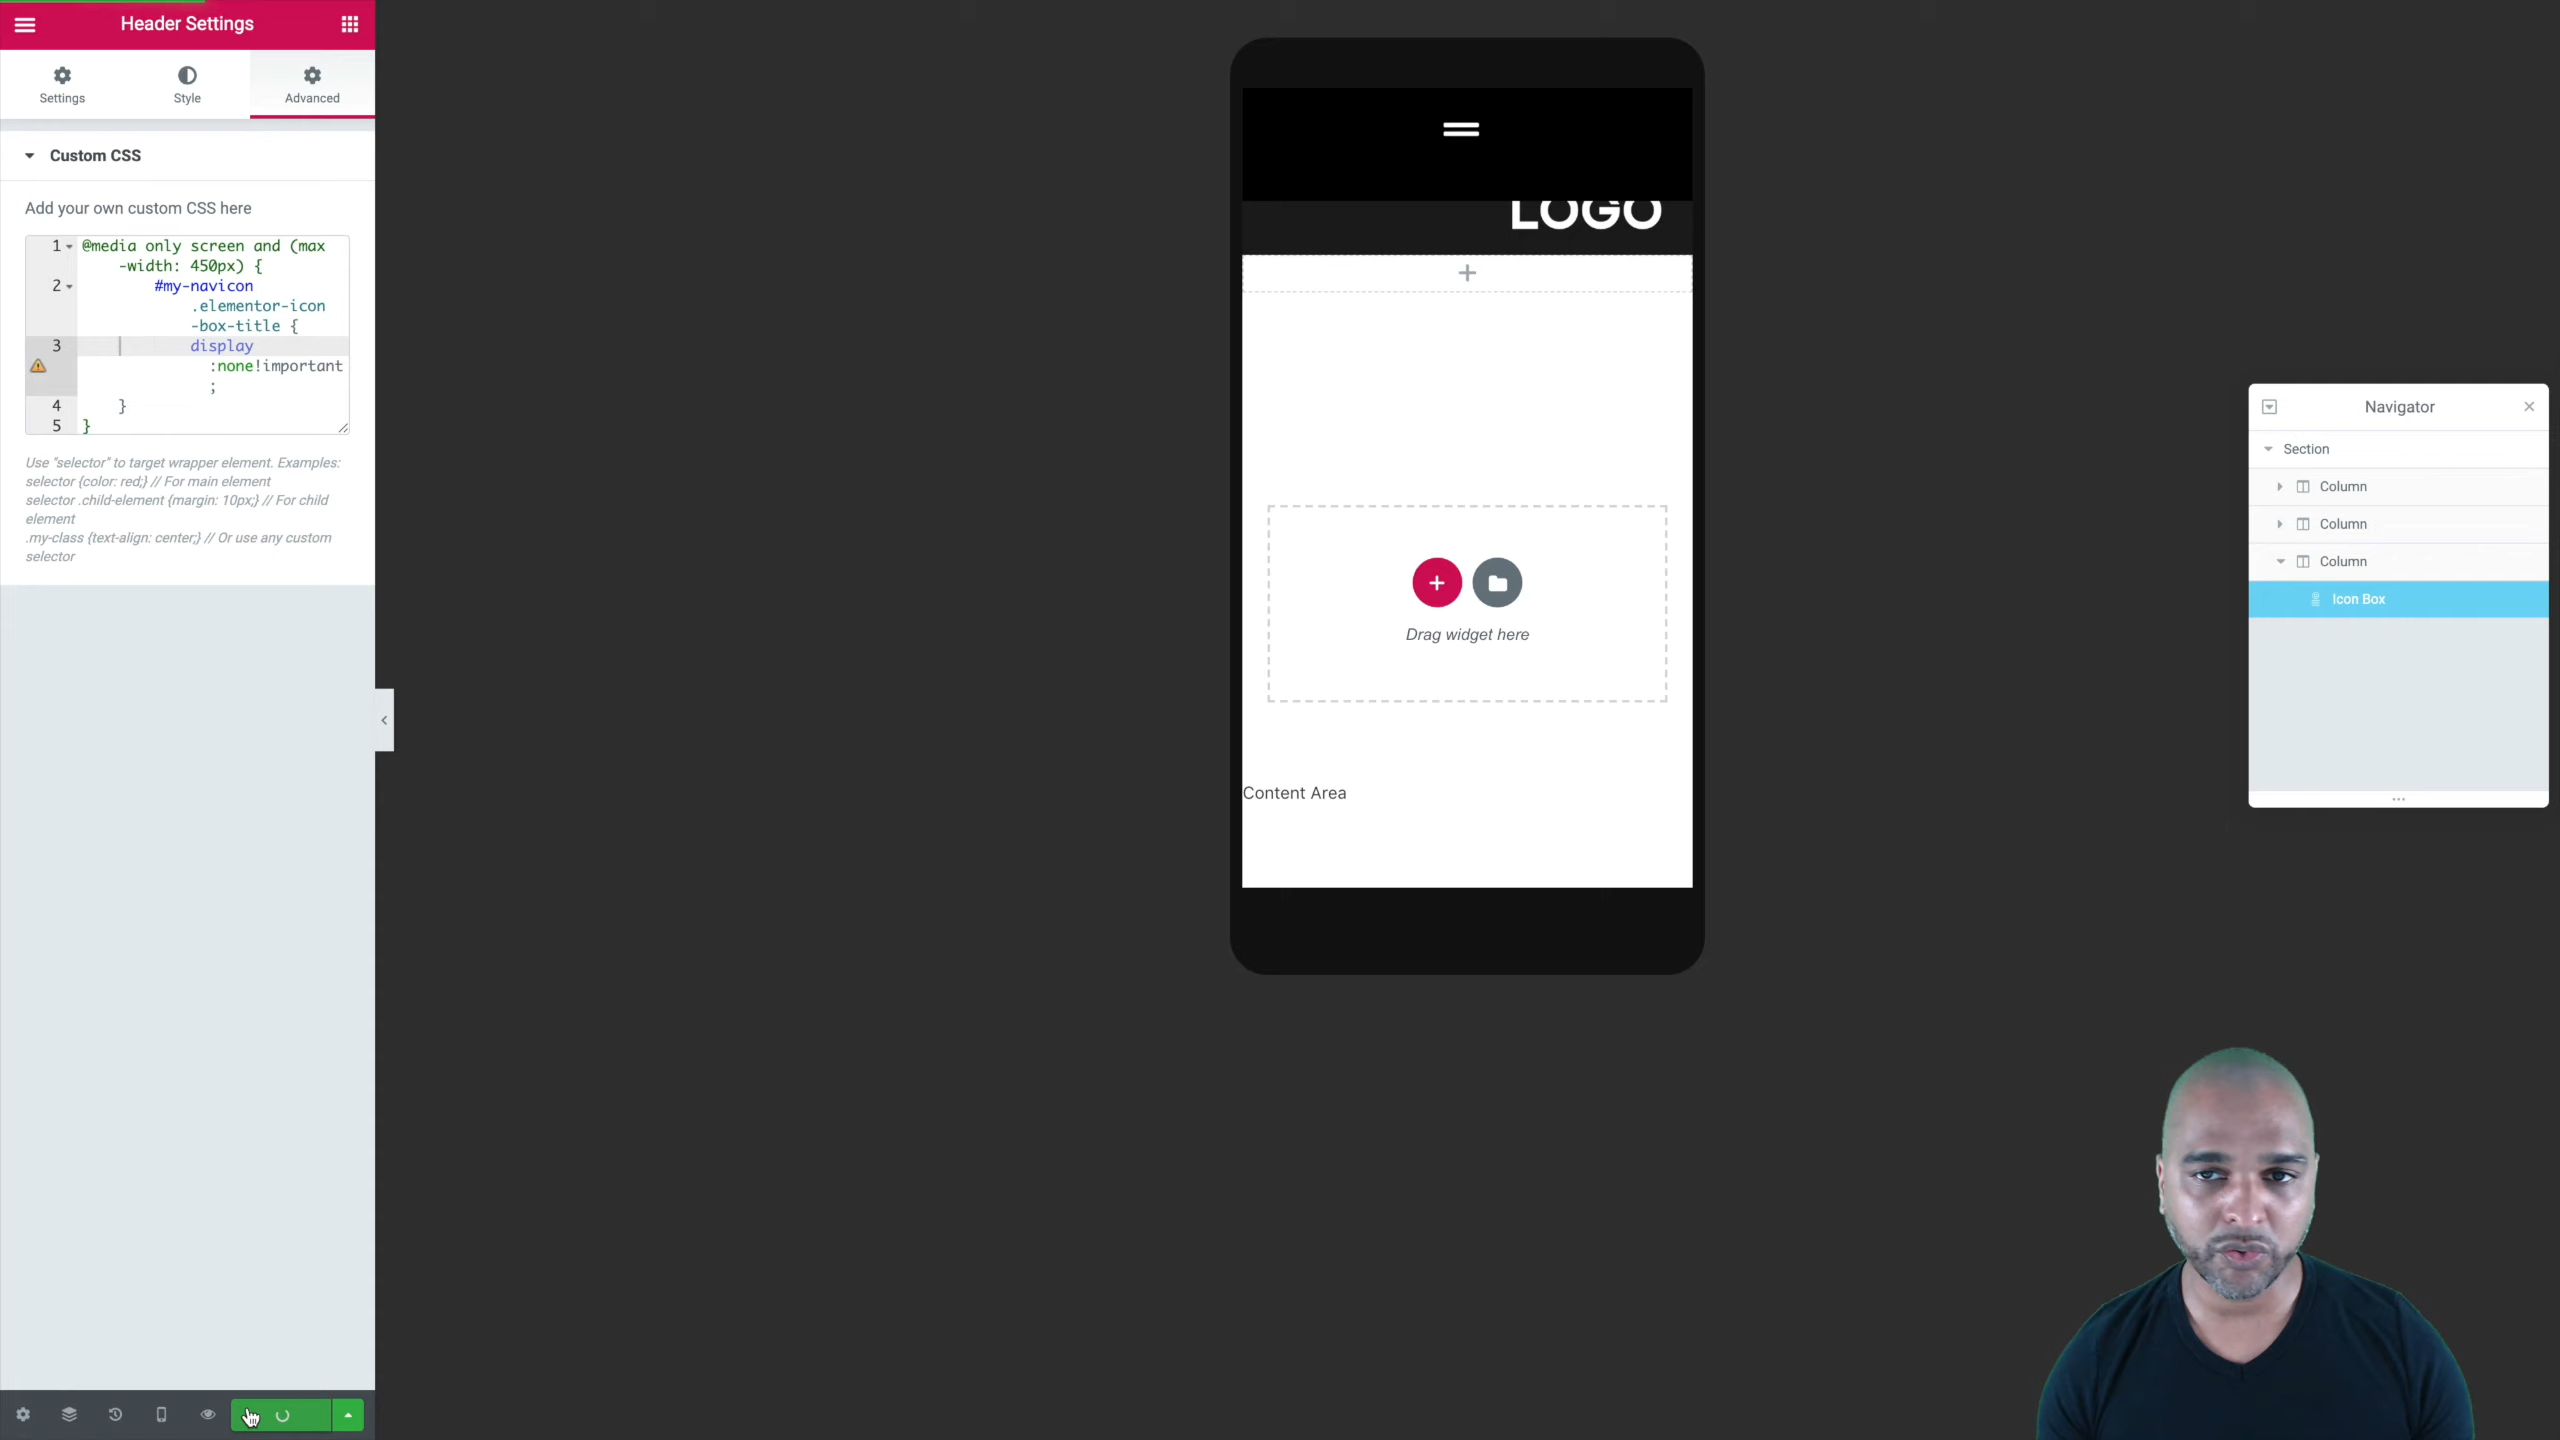 Header Settings
Settings
Style
Advanced
Custom CSS
Add your own custom CSS here
1 @media only screen and (max
-width: 450px) {
2 #my-navicon
.elementor-icon
-box-title {
3 display
:none!important
;
4 }
5 }
Use "selector" to target wrapper element. Examples:
selector {color: red;} // For main element
selector .child-element {margin: 10px;} // For child
element
.my-class {text-align: center;} // Or use any custom
selector
LOGO
Drag widget here
Content Area
Navigator
Section
Column
Column
Column
Icon Box